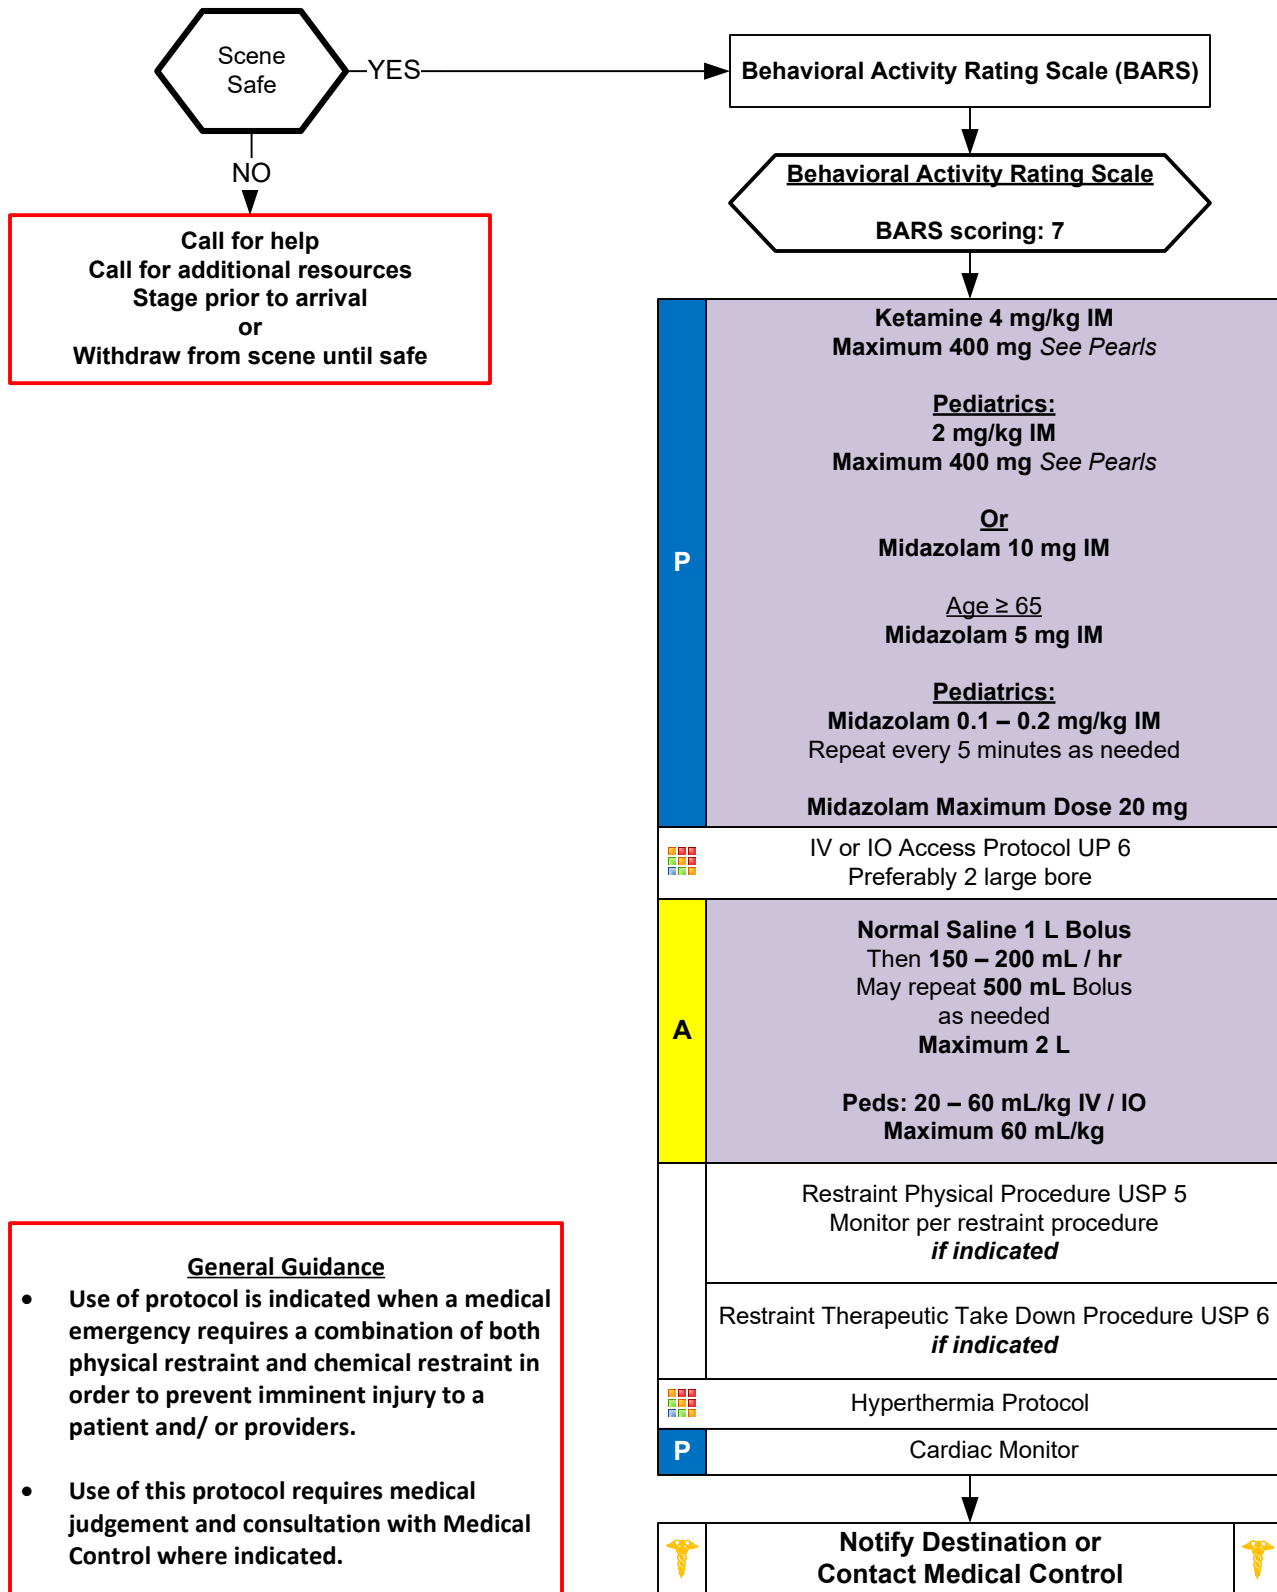 Scene
Safe
YES
NO
Call for help
Call for additional resources
Stage prior to arrival
or
Withdraw from scene until safe
Behavioral Activity Rating Scale (BARS)
Behavioral Activity Rating Scale
BARS scoring: 7
P
Ketamine 4 mg/kg IM
Maximum 400 mg See Pearls
Pediatrics:
2 mg/kg IM
Maximum 400 mg See Pearls
Or
Midazolam 10 mg IM
Age ≥ 65
Midazolam 5 mg IM
Pediatrics:
Midazolam 0.1 – 0.2 mg/kg IM
Repeat every 5 minutes as needed
Midazolam Maximum Dose 20 mg
IV or IO Access Protocol UP 6
Preferably 2 large bore
A
Normal Saline 1 L Bolus
Then 150 – 200 mL / hr
May repeat 500 mL Bolus
as needed
Maximum 2 L
Peds: 20 – 60 mL/kg IV / IO
Maximum 60 mL/kg
Restraint Physical Procedure USP 5
Monitor per restraint procedure
if indicated
Restraint Therapeutic Take Down Procedure USP 6
if indicated
Hyperthermia Protocol
P
Cardiac Monitor
Notify Destination or
Contact Medical Control
General Guidance
• Use of protocol is indicated when a medical
emergency requires a combination of both
physical restraint and chemical restraint in
order to prevent imminent injury to a
patient and/ or providers.
• Use of this protocol requires medical
judgement and consultation with Medical
Control where indicated.